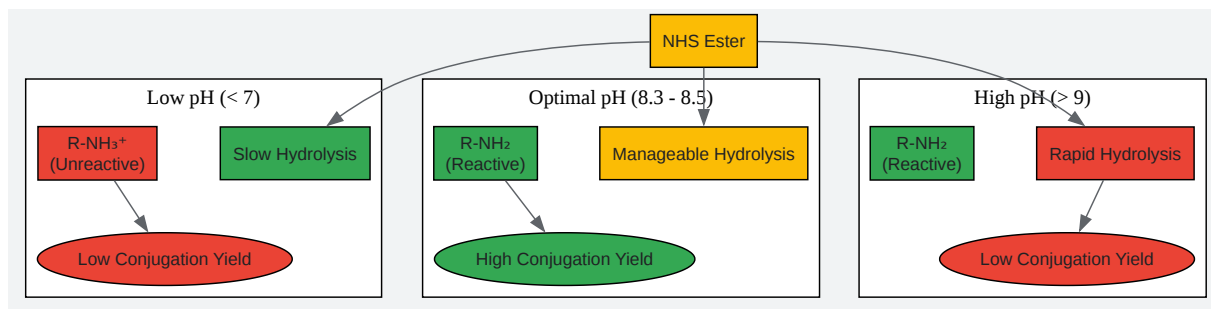 NHS Ester
Low pH (< 7)
R-NH₃⁺
(Unreactive)
Slow Hydrolysis
Low Conjugation Yield
Optimal pH (8.3 - 8.5)
R-NH₂
(Reactive)
Manageable Hydrolysis
High Conjugation Yield
High pH (> 9)
R-NH₂
(Reactive)
Rapid Hydrolysis
Low Conjugation Yield